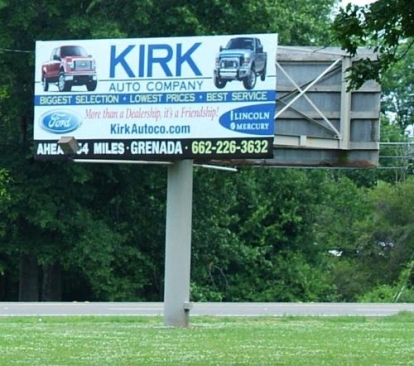 KIRK
AUTO COMPANY
BIGGEST SELECTION • LOWEST PRICES • BEST SERVICE
Ford More than a Dealership, it's a Friendship! LINCOLN
KirkAutoco.com MERCURY
4 MILES • GRENADA • 662-226-3632